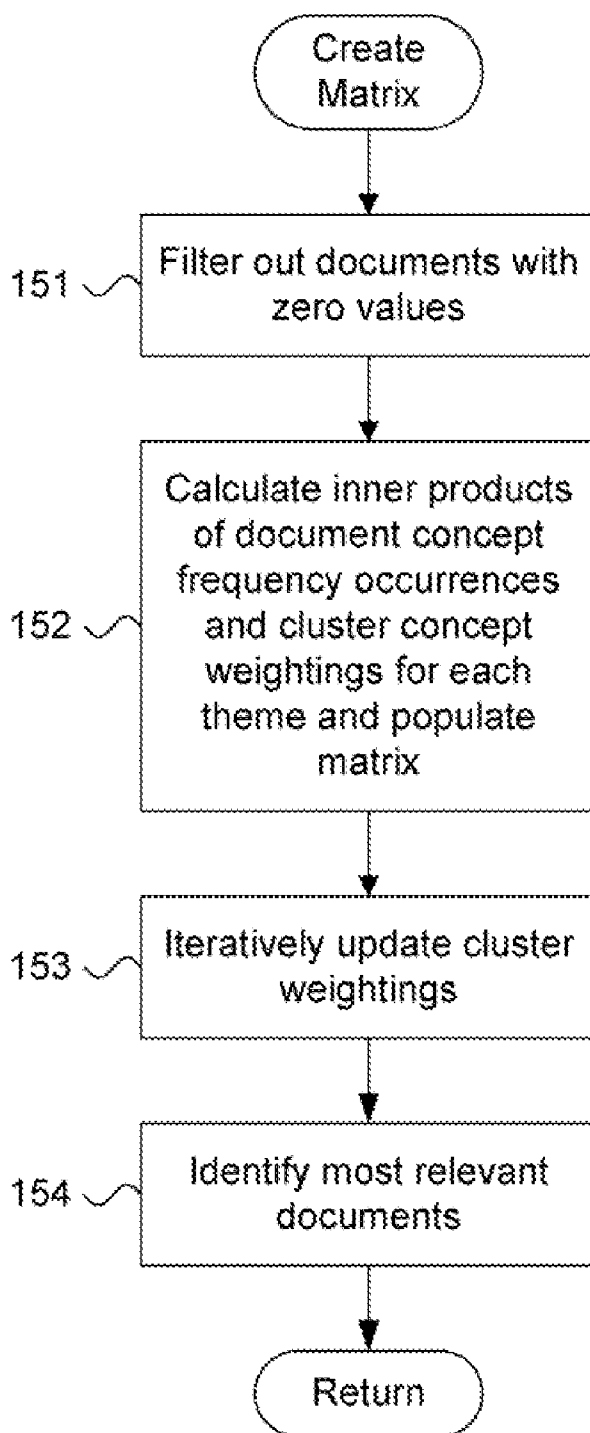 Create
Matrix
151
Filter out documents with
zero values
152
Calculate inner products
of document concept
frequency occurrences
and cluster concept
weightings for each
theme and populate
matrix
153
Iteratively update cluster
weightings
154
Identify most relevant
documents
Return